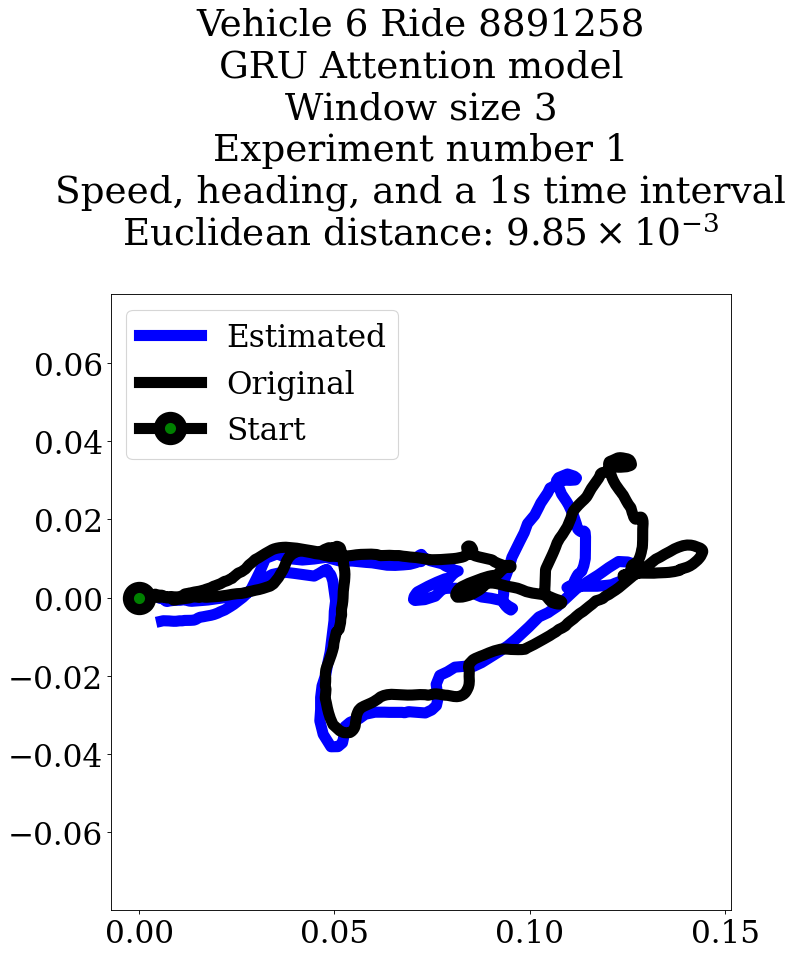 Vehicle 6 Ride 8891258
GRU Attention model
Window size 3
Experiment number 1
Speed, heading, and a 1s time interval
Euclidean distance: 9.85 × 10⁻³
Estimated
Original
Start
0.06
0.04
0.02
0.00
−0.02
−0.04
−0.06
0.00 0.05 0.10 0.15